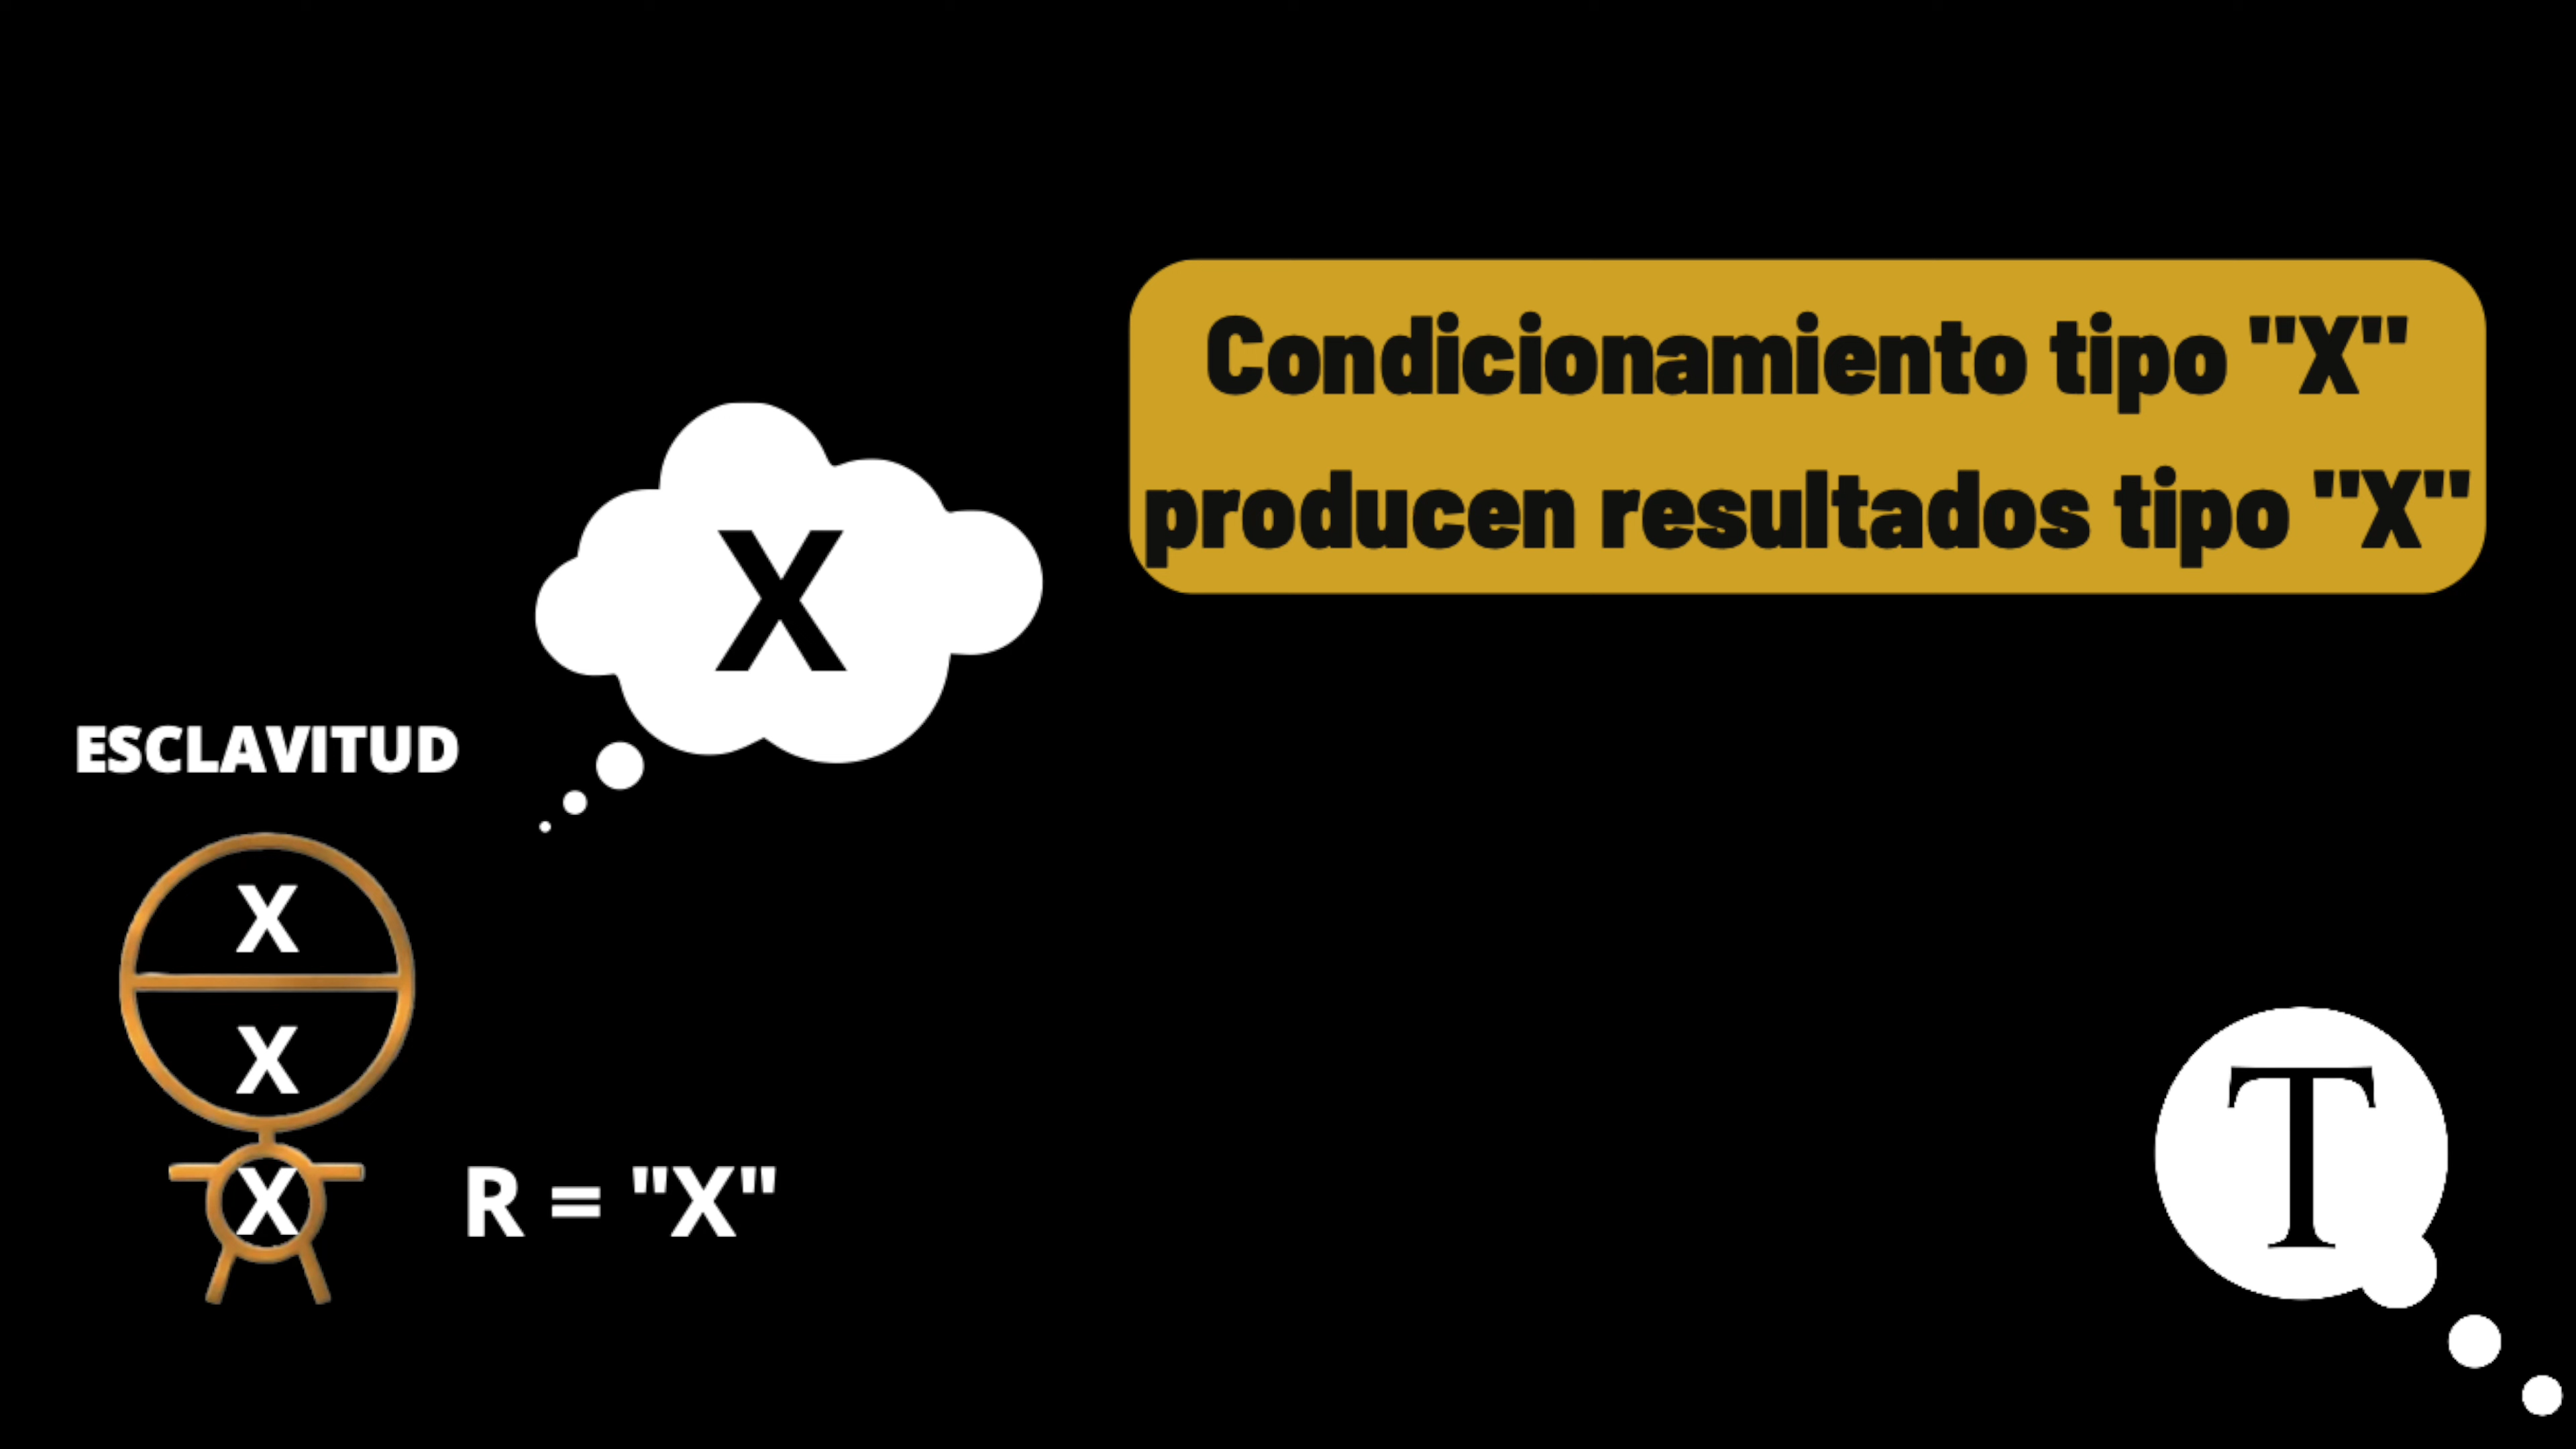 Condicionamiento tipo "X"
producen resultados tipo "X"
X
ESCLAVITUD
X
X
X
R = "X"
T